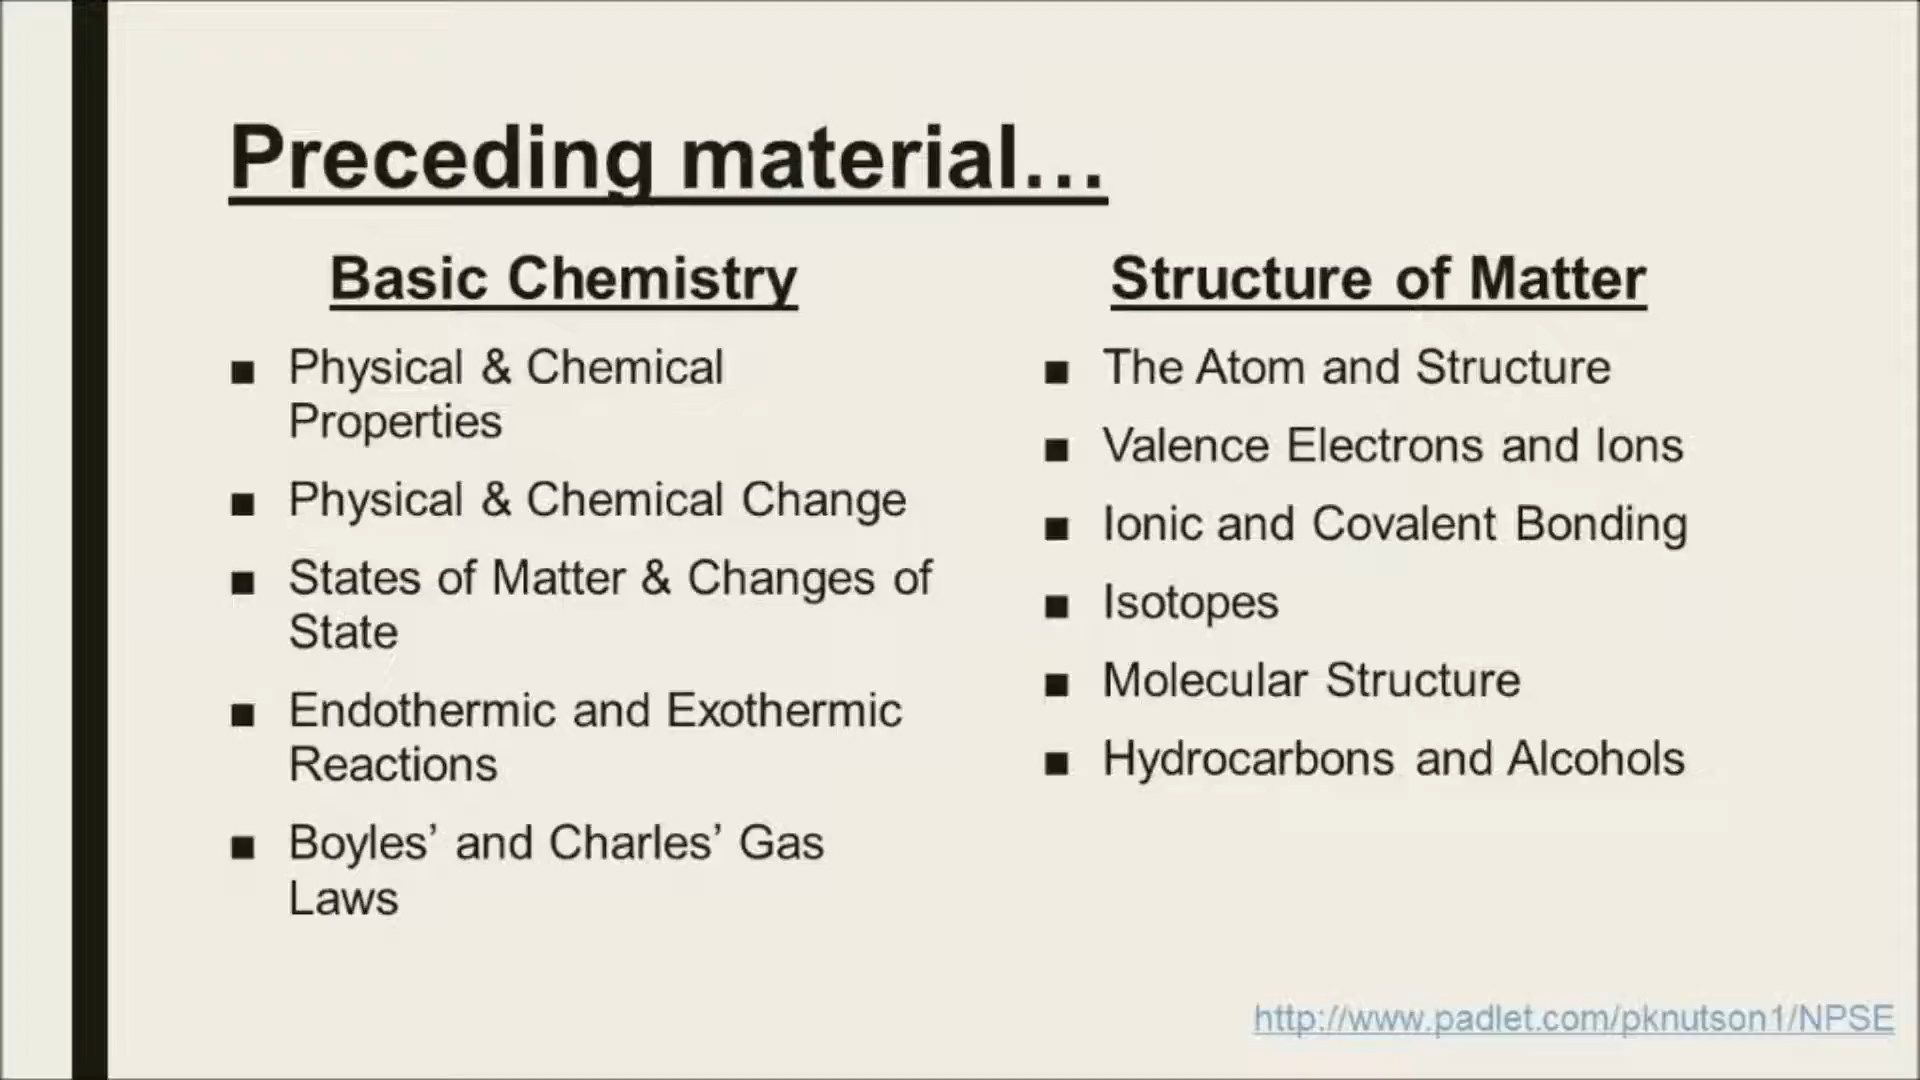 Preceding material...
Basic Chemistry
■ Physical & Chemical
Properties
■ Physical & Chemical Change
■ States of Matter & Changes of
State
■ Endothermic and Exothermic
Reactions
■ Boyles’ and Charles’ Gas
Laws
Structure of Matter
■ The Atom and Structure
■ Valence Electrons and Ions
■ Ionic and Covalent Bonding
■ Isotopes
■ Molecular Structure
■ Hydrocarbons and Alcohols
http://www.padlet.com/pknutson1/NPSE